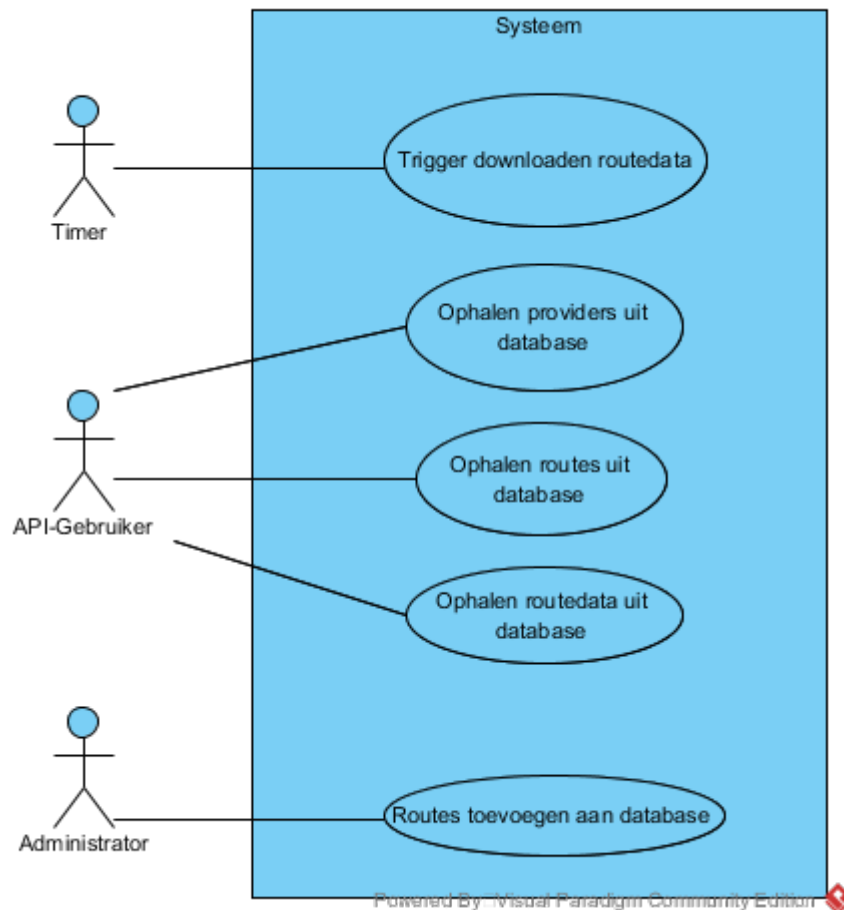 Systeem
Timer
Trigger downloaden routedata
Ophalen providers uit
database
API-Gebruiker
Ophalen routes uit
database
Ophalen routedata uit
database
Administrator
Routes toevoegen aan database
Powered By Visual Paradigm Community Edition